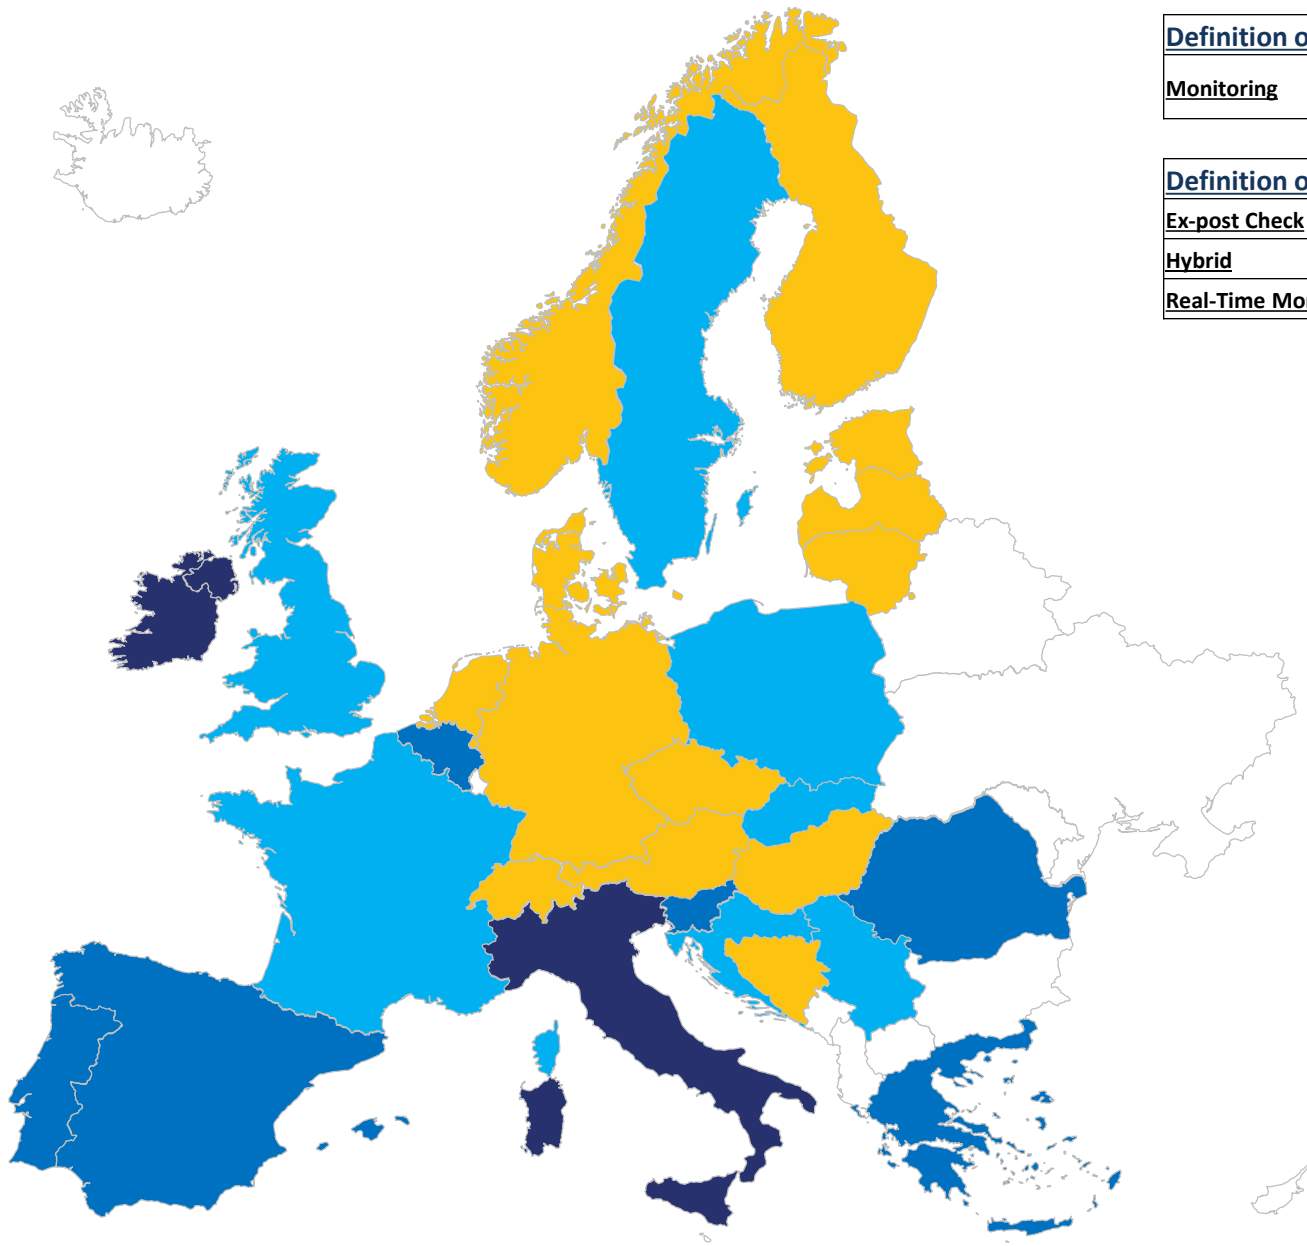 Definition o
Monitoring
Definition o
Ex-post Check
Hybrid
Real-Time Mo